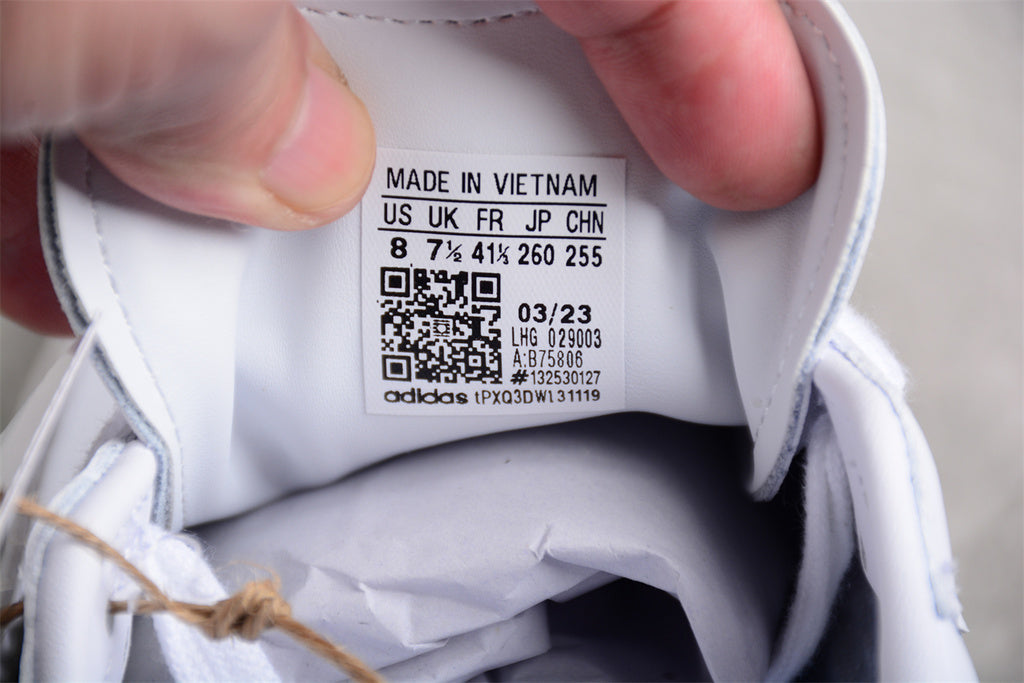 MADE IN VIETNAM
US UK FR JP CHN
8 7½ 41⅓ 260 255
03/23
LHG 029003
A:B75806
#132530127
adidas tPXQ3DW131119